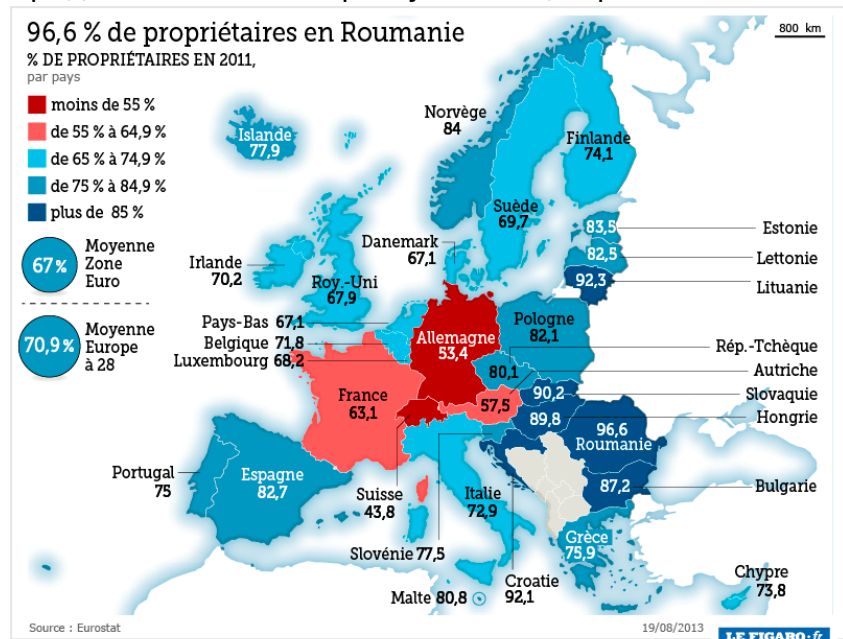 96,6 % de propriétaires en Roumanie
% DE PROPRIÉTAIRES EN 2011,
par pays
moins de 55 %
de 55 % à 64,9 %
de 65 % à 74,9 %
de 75 % à 84,9 %
plus de 85 %
67 %
Moyenne
Zone
Euro
70,9 %
Moyenne
Europe
à 28
800 km
Islande
77,9
Norvège
84
Finlande
74,1
Suède
69,7
Danemark
67,1
83,5
Estonie
82,5
Lettonie
92,3
Lituanie
Irlande
70,2
Roy.-Uni
67,9
Pays-Bas 67,1
Belgique 71,8
Luxembourg 68,2
Allemagne
53,4
Pologne
82,1
Rép.-Tchèque
80,1
Autriche
57,5
Slovaquie
90,2
Hongrie
89,8
France
63,1
96,6
Roumanie
Bulgarie
87,2
Portugal
75
Espagne
82,7
Suisse
43,8
Italie
72,9
Slovénie 77,5
Croatie
92,1
Grèce
75,9
Malte 80,8
Chypre
73,8
Source : Eurostat
19/08/2013
LE FIGARO·fr